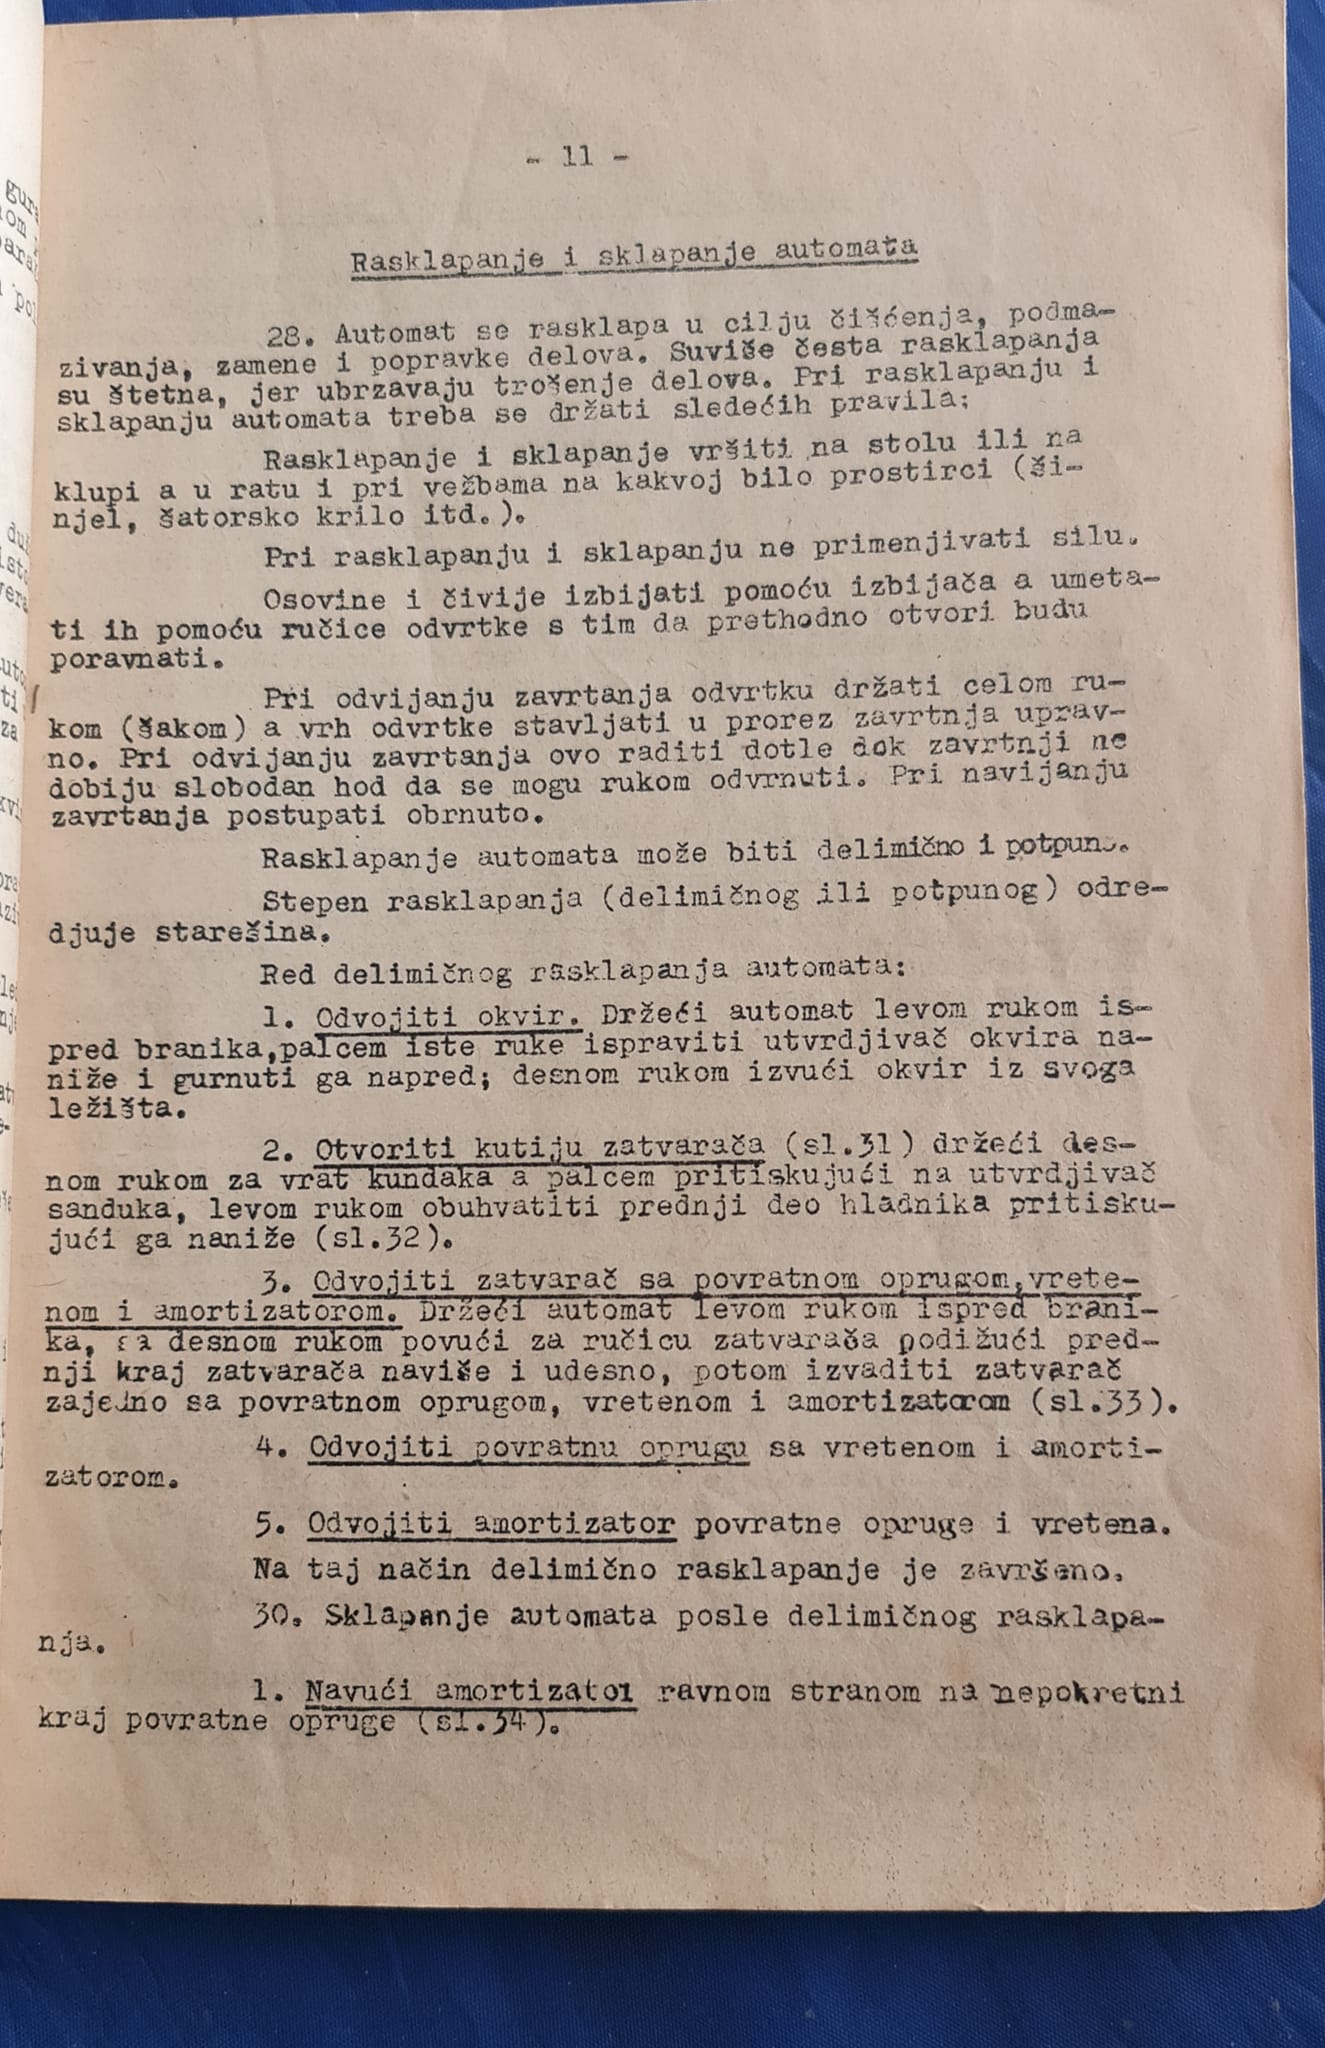 - 11 -
Rasklapanje i sklapanje automata
28. Automat se rasklapa u cilju čišćenja, podma-
zivanja, zamene i popravke delova. Suviše česta rasklapanja
su štetna, jer ubrzavaju trošenje delova. Pri rasklapanju i
sklapanju automata treba se držati sledećih pravila:
Rasklapanje i sklapanje vršiti na stolu ili na
klupi a u ratu i pri vežbama na kakvoj bilo prostirci (ši-
njel, šatorsko krilo itd.).
Pri rasklapanju i sklapanju ne primenjivati silu.
Osovine i čivije izbijati pomoću izbijača a umeta-
ti ih pomoću ručice odvrtke s tim da prethodno otvori budu
poravnati.
Pri odvijanju zavrtanja odvrtku držati celom ru-
kom (šakom) a vrh odvrtke stavljati u prorez zavrtnja uprav-
no. Pri odvijanju zavrtanja ovo raditi dotle dok zavrtnji ne
dobiju slobodan hod da se mogu rukom odvrnuti. Pri navijanju
zavrtanja postupati obrnuto.
Rasklapanje automata može biti delimično i potpuno.
Stepen rasklapanja (delimičnog ili potpunog) odre-
djuje starešina.
Red delimičnog rasklapanja automata:
1. Odvojiti okvir. Držeći automat levom rukom is-
pred branika,palcem iste ruke ispraviti utvrdjivač okvira na-
niže i gurnuti ga napred; desnom rukom izvući okvir iz svoga
ležišta.
2. Otvoriti kutiju zatvarača (sl.31) držeći des-
nom rukom za vrat kundaka a palcem pritiskujući na utvrdjivač
sanduka, levom rukom obuhvatiti prednji deo hladnika pritisku-
jući ga naniže (sl.32).
3. Odvojiti zatvarač sa povratnom oprugom,vrete-
nom i amortizatorom. Držeći automat levom rukom ispred brani-
ka, sa desnom rukom povući za ručicu zatvarača podižući pred-
nji kraj zatvarača naviše i udesno, potom izvaditi zatvarač
zajedno sa povratnom oprugom, vretenom i amortizatorom (sl.33).
4. Odvojiti povratnu oprugu sa vretenom i amorti-
zatorom.
5. Odvojiti amortizator povratne opruge i vretena.
Na taj način delimično rasklapanje je završeno.
30. Sklapanje automata posle delimičnog rasklapa-
nja.
1. Navući amortizator ravnom stranom na nepokretni
kraj povratne opruge (sl.34).